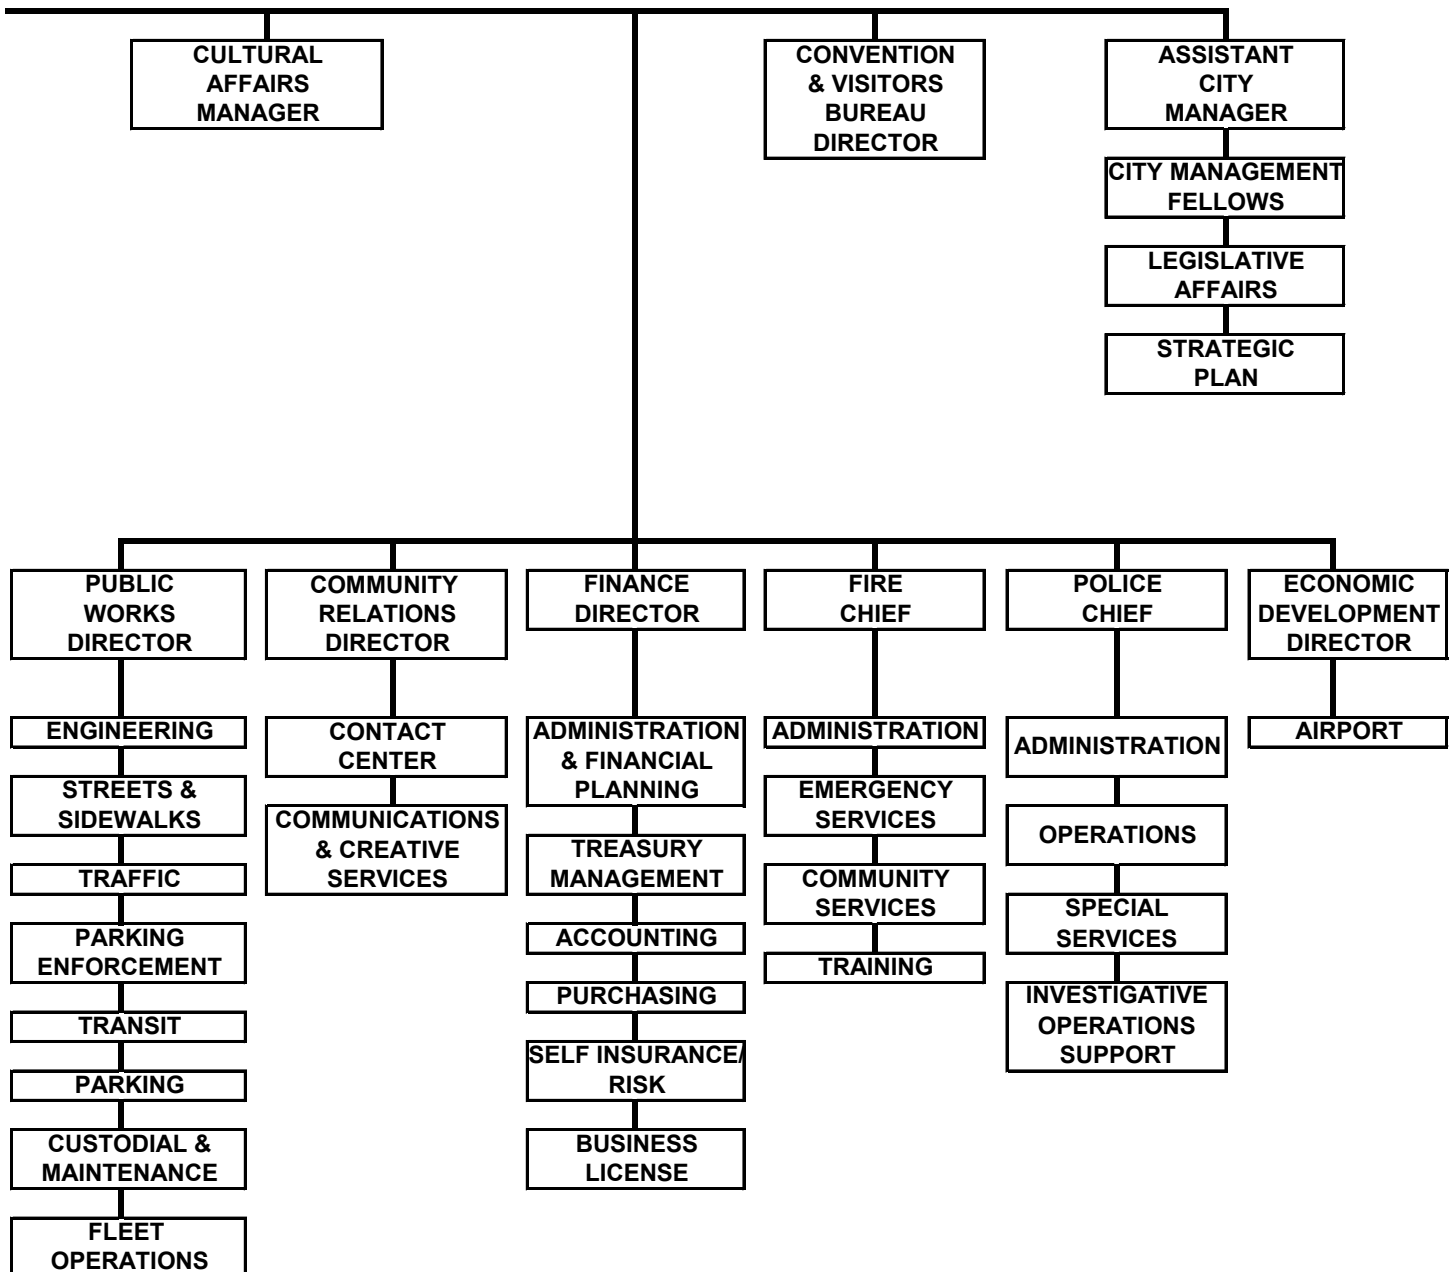 CULTURAL
AFFAIRS
MANAGER
CONVENTION
& VISITORS
BUREAU
DIRECTOR
ASSISTANT
CITY
MANAGER
CITY MANAGEMENT
FELLOWS
LEGISLATIVE
AFFAIRS
STRATEGIC
PLAN
PUBLIC
WORKS
DIRECTOR
ENGINEERING
STREETS &
SIDEWALKS
TRAFFIC
PARKING
ENFORCEMENT
TRANSIT
PARKING
CUSTODIAL &
MAINTENANCE
FLEET
OPERATIONS
COMMUNITY
RELATIONS
DIRECTOR
CONTACT
CENTER
COMMUNICATIONS
& CREATIVE
SERVICES
FINANCE
DIRECTOR
ADMINISTRATION
& FINANCIAL
PLANNING
TREASURY
MANAGEMENT
ACCOUNTING
PURCHASING
SELF INSURANCE/
RISK
BUSINESS
LICENSE
FIRE
CHIEF
ADMINISTRATION
EMERGENCY
SERVICES
COMMUNITY
SERVICES
TRAINING
POLICE
CHIEF
ADMINISTRATION
OPERATIONS
SPECIAL
SERVICES
INVESTIGATIVE
OPERATIONS
SUPPORT
ECONOMIC
DEVELOPMENT
DIRECTOR
AIRPORT